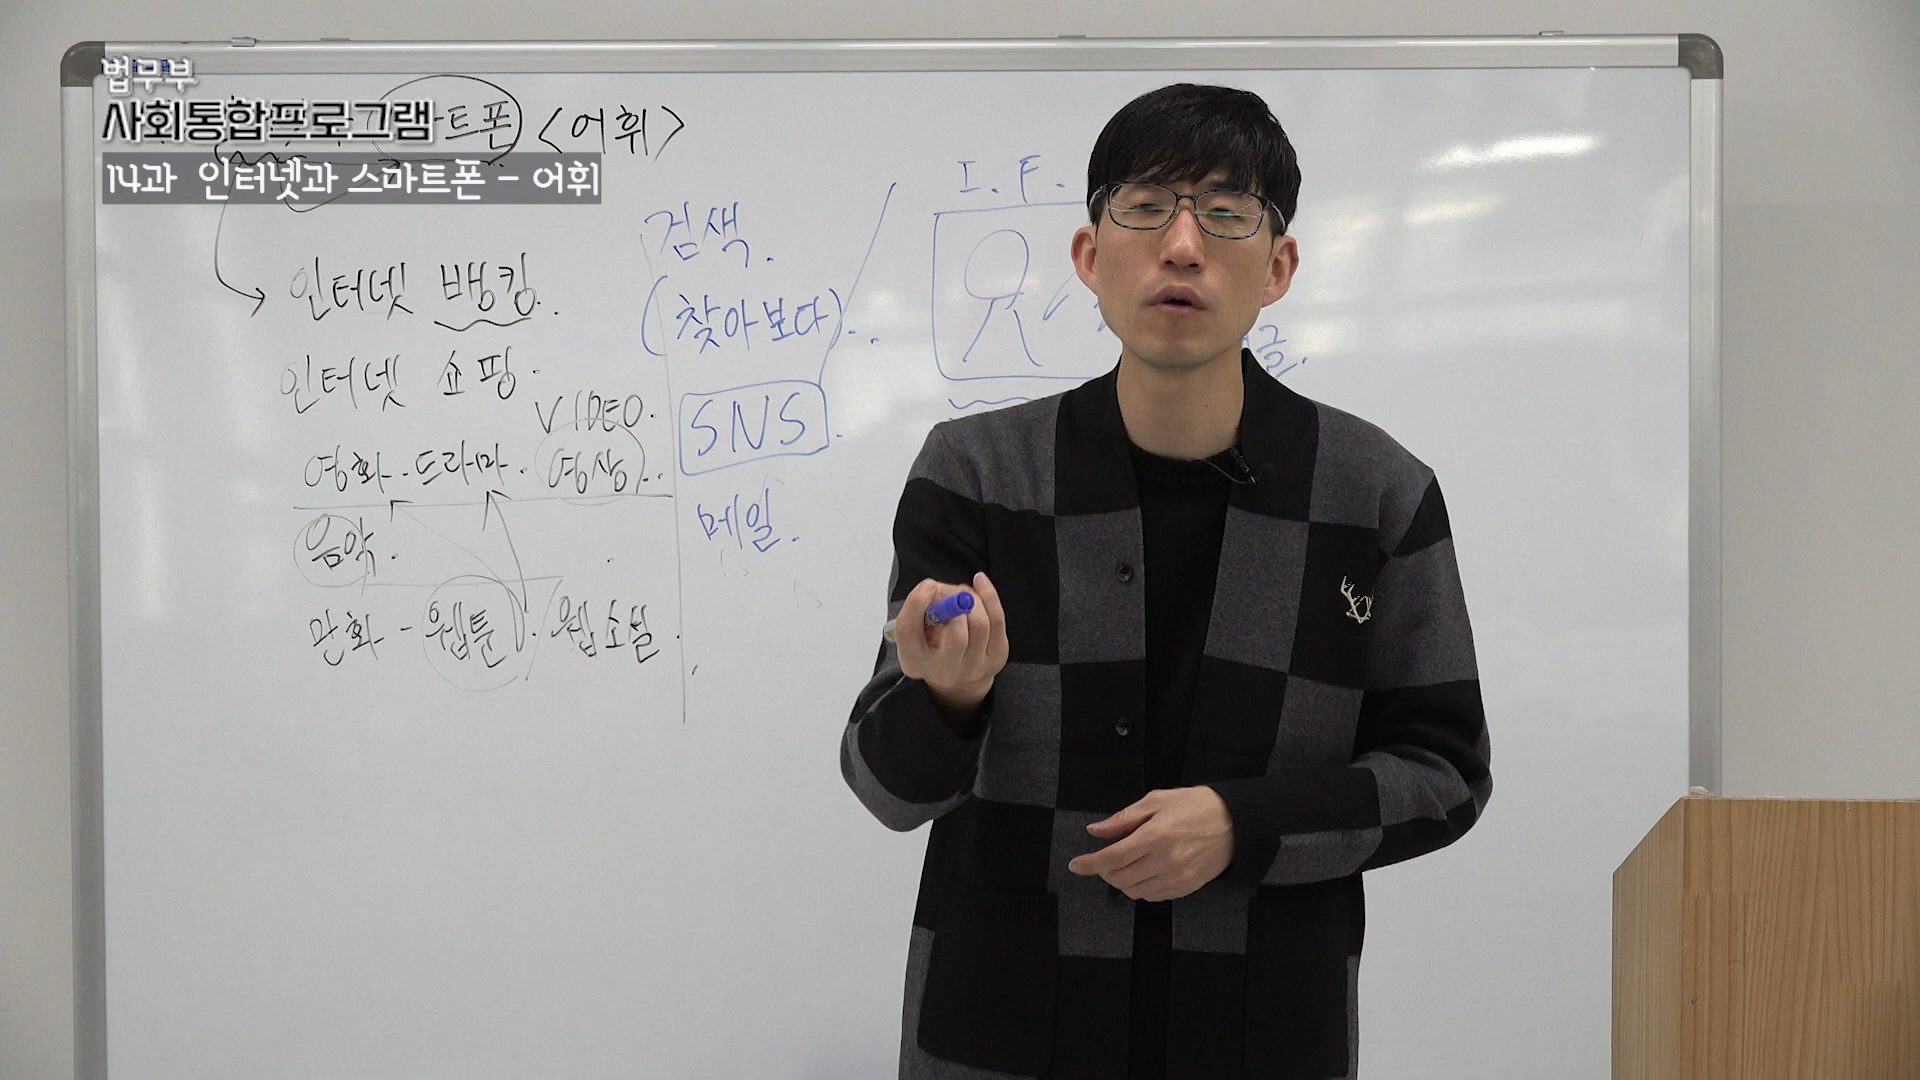 법무부
사회통합프로그램
14과 인터넷과 스마트폰 - 어휘
트폰 <어휘>
인터넷 뱅킹.
인터넷 쇼핑.
VIDEO.
영화. 드라마. 영상..
음악.
만화 - 웹툰. 웹소설.
검색.
(찾아보다).
SNS.
메일.
I. F.
글.